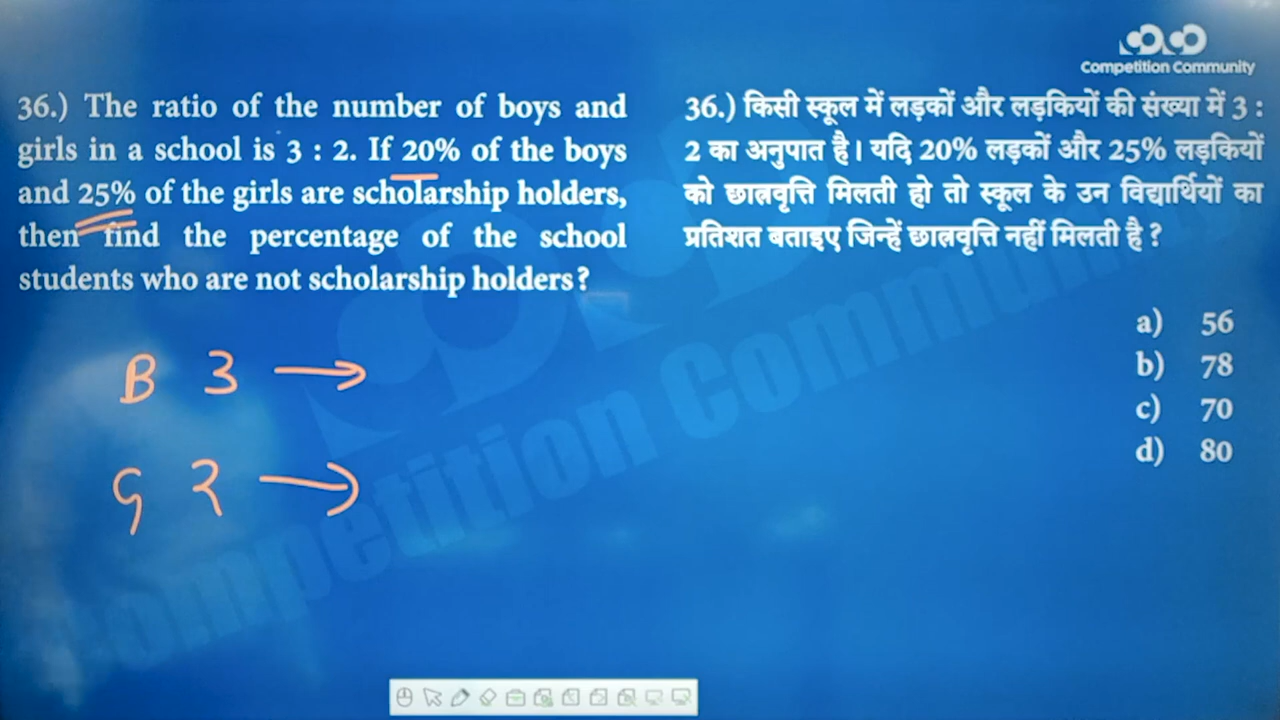 Competition Community
36.) The ratio of the number of boys and
girls in a school is 3 : 2. If 20% of the boys
and 25% of the girls are scholarship holders,
then find the percentage of the school
students who are not scholarship holders?
36.) किसी स्कूल में लड़कों और लड़कियों की संख्या में 3 :
2 का अनुपात है। यदि 20% लड़कों और 25% लड़कियों
को छात्रवृत्ति मिलती हो तो स्कूल के उन विद्यार्थियों का
प्रतिशत बताइए जिन्हें छात्रवृत्ति नहीं मिलती है ?
a) 56
b) 78
c) 70
d) 80
B 3 →
G 2 →
Competition Community